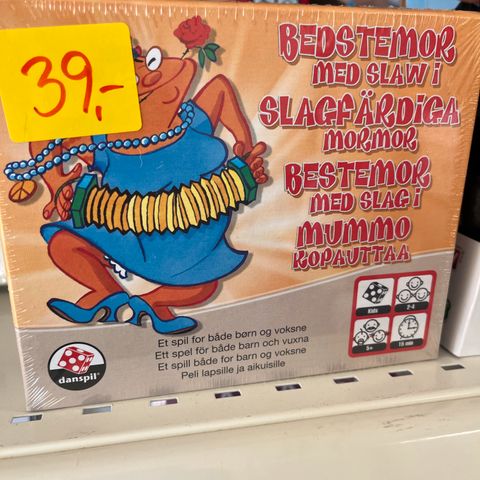 39,-
BEDSTEMOR
MED SLAW I
SLAGFÄRDIGA
MORMOR
BESTEMOR
MED SLAG I
MUMMO
KOPAUTTAA
Et spil for både børn og voksne
Ett spel för både barn och vuxna
Et spill for både barn og voksne
Peli lapsille ja aikuisille
danspil®
Kids
2-4
5+
15 min